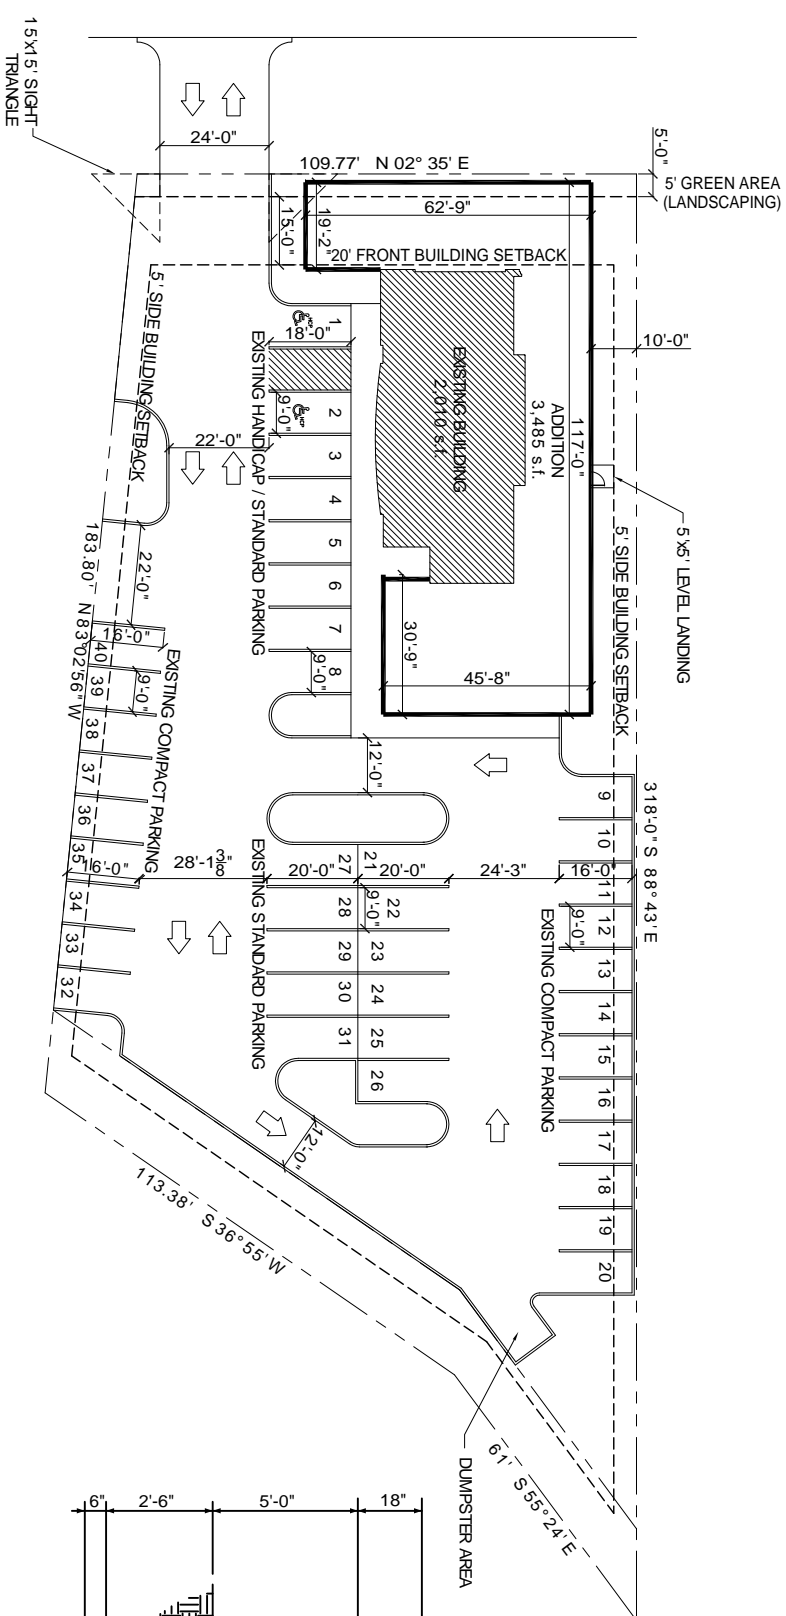 15'x15' SIGHT
TRIANGLE
24'-0"
109.77' N 02° 35' E
5'-0"
5' GREEN AREA
(LANDSCAPING)
62'-9"
19'-2"
15'-0"
20' FRONT BUILDING SETBACK
10'-0"
5' SIDE BUILDING SETBACK
EXISTING HANDICAP / STANDARD PARKING
18'-0"
HCP
HCP
9'-0"
22'-0"
1
2
3
4
5
6
7
8
9'-0"
EXISTING BUILDING
2,010 s.f.
ADDITION
3,485 s.f.
117'-0"
5'x5' LEVEL LANDING
5' SIDE BUILDING SETBACK
30'-9"
45'-8"
183.80' N 83° 02'56" W
22'-0"
16'-0"
9'-0"
EXISTING COMPACT PARKING
40
39
38
37
36
35
34
33
32
12'-0"
318'-0" S 88° 43' E
16'-0"
28'-1 3/8"
20'-0"
20'-0"
24'-3"
16'-0"
9
10
11
12
13
14
15
16
17
18
19
20
9'-0"
EXISTING COMPACT PARKING
EXISTING STANDARD PARKING
27
28
29
30
31
21
22
23
24
25
26
9'-0"
12'-0"
113.38' S 36° 55' W
61' S 55° 24' E
DUMPSTER AREA
6"
2'-6"
5'-0"
18"